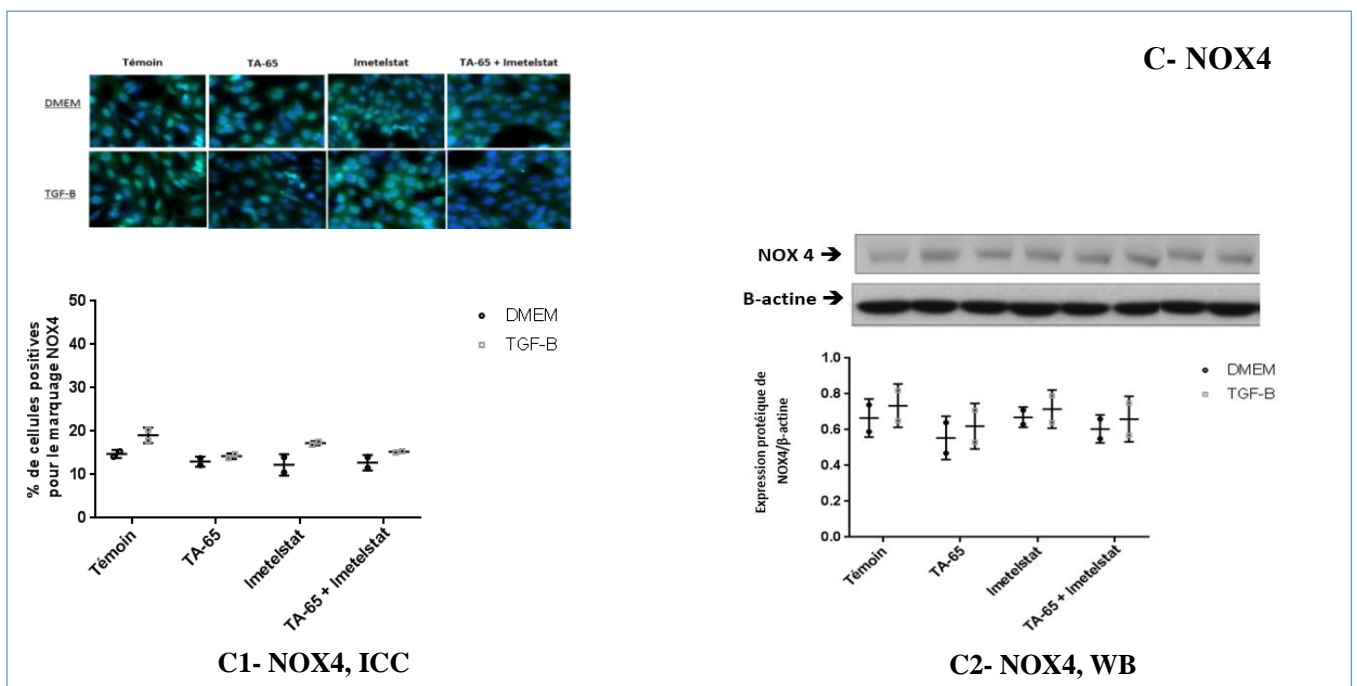 C- NOX4
Témoin TA-65 Imetelstat TA-65 + Imetelstat
DMEM
TGF-B
% de cellules positives
pour le marquage NOX4
50
40
30
20
10
0
DMEM
TGF-B
Témoin
TA-65
Imetelstat
TA-65 + Imetelstat
C1- NOX4, ICC
NOX 4 ➔
B-actine ➔
Expression protéique de
NOX4/β-actine
1.0
0.8
0.6
0.4
0.2
0.0
DMEM
TGF-B
Témoin
TA-65
Imetelstat
TA-65 + Imetelstat
C2- NOX4, WB